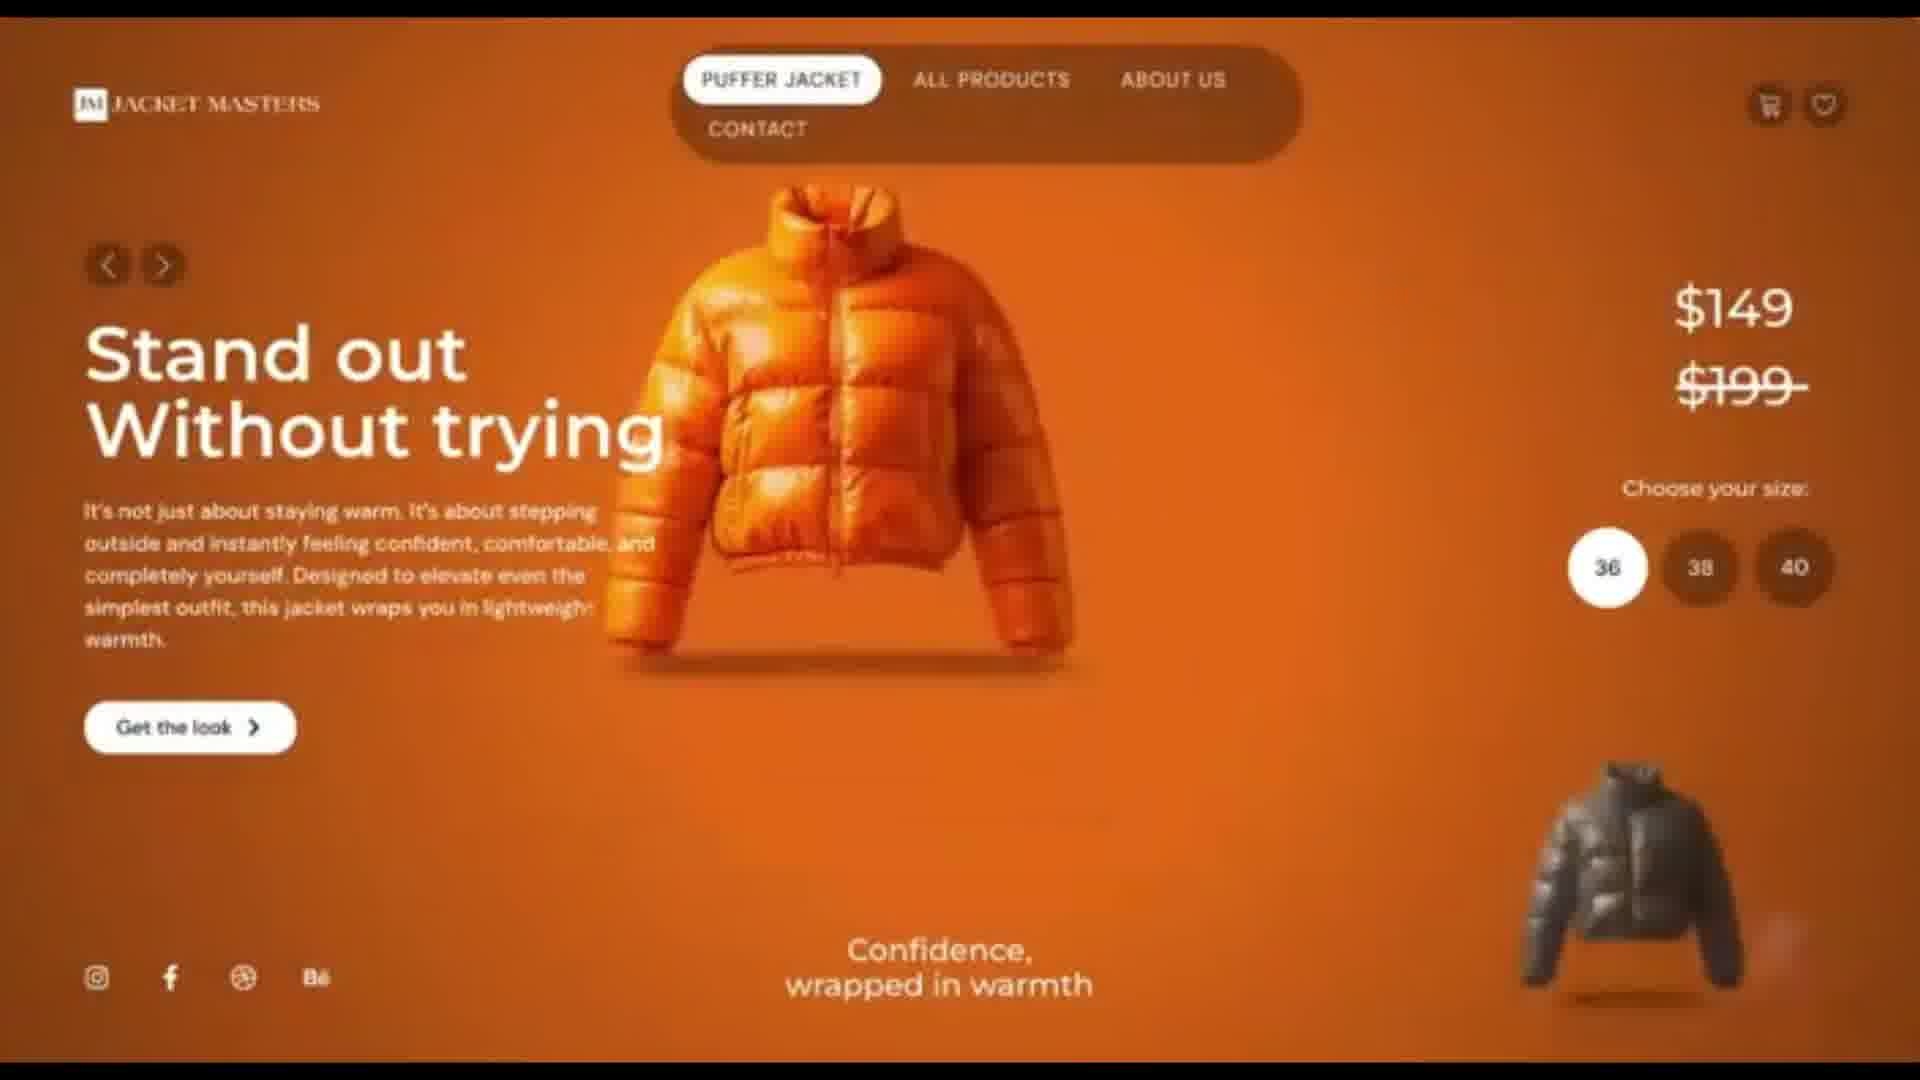 JM JACKET MASTERS
PUFFER JACKET ALL PRODUCTS ABOUT US
CONTACT
Stand out
Without trying
It's not just about staying warm. It's about stepping
outside and instantly feeling confident, comfortable, and
completely yourself. Designed to elevate even the
simplest outfit, this jacket wraps you in lightweight
warmth.
Get the look
$149
$199
Choose your size:
36 38 40
Confidence,
wrapped in warmth
Bē